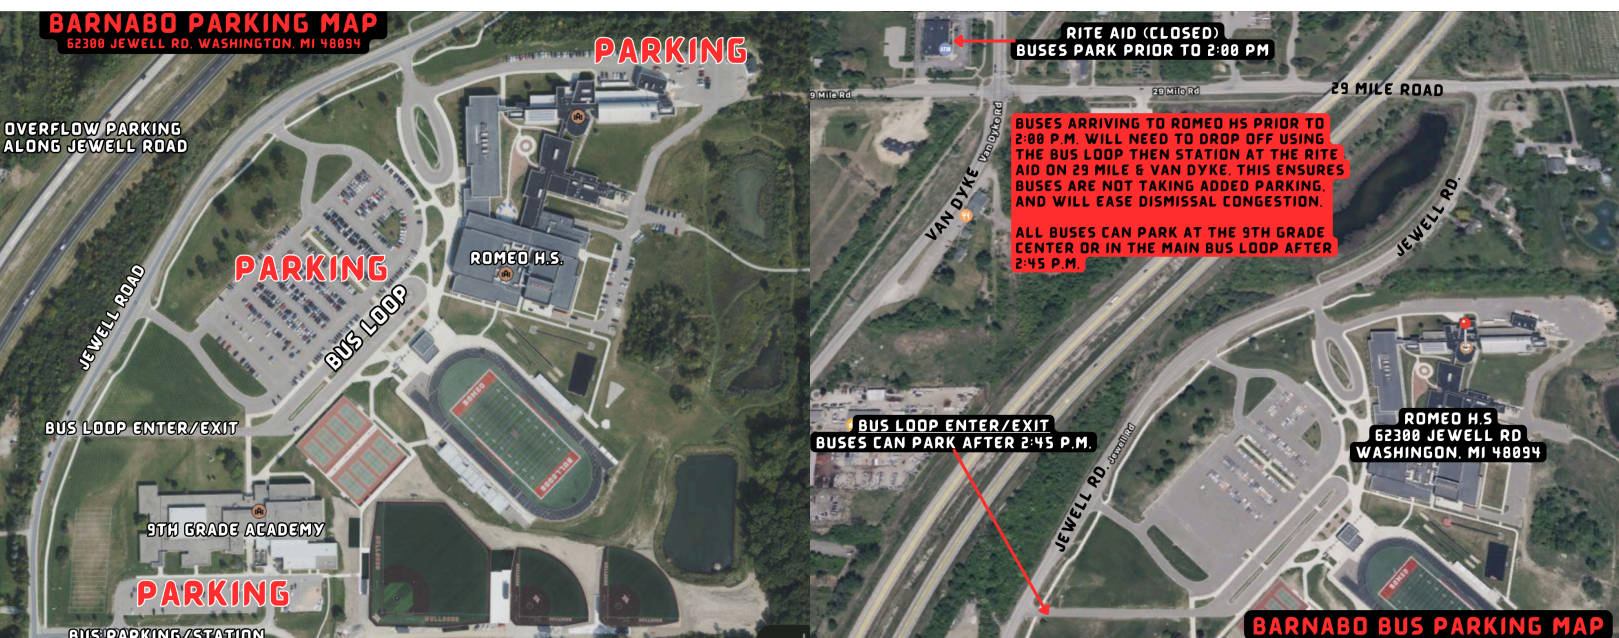 BARNABO PARKING MAP
62300 JEWELL RD, WASHINGTON, MI 48094
PARKING
OVERFLOW PARKING
ALONG JEWELL ROAD
PARKING
ROMEO H.S.
JEWELL ROAD
BUS LOOP
BUS LOOP ENTER/EXIT
9TH GRADE ACADEMY
PARKING
BUS PARKING/STATION
ROMEO
BULLDOGS
BULLDOGS
RITE AID (CLOSED)
BUSES PARK PRIOR TO 2:00 PM
ATM
9 Mile Rd
29 Mile Rd
29 MILE ROAD
Van Dyke Rd
VAN DYKE
BUSES ARRIVING TO ROMEO HS PRIOR TO
2:00 P.M. WILL NEED TO DROP OFF USING
THE BUS LOOP THEN STATION AT THE RITE
AID ON 29 MILE & VAN DYKE, THIS ENSURES
BUSES ARE NOT TAKING ADDED PARKING,
AND WILL EASE DISMISSAL CONGESTION.
ALL BUSES CAN PARK AT THE 9TH GRADE
CENTER OR IN THE MAIN BUS LOOP AFTER
2:45 P.M.
JEWELL RD.
BUS LOOP ENTER/EXIT
BUSES CAN PARK AFTER 2:45 P.M.
Jewell Rd
JEWELL RD.
ROMEO H.S
62300 JEWELL RD
WASHINGON, MI 48094
ROMEO
BARNABO BUS PARKING MAP